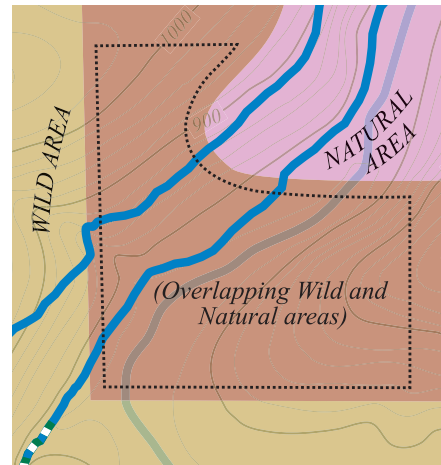 1000
900
NATURAL
AREA
WILD AREA
(Overlapping Wild and
Natural areas)